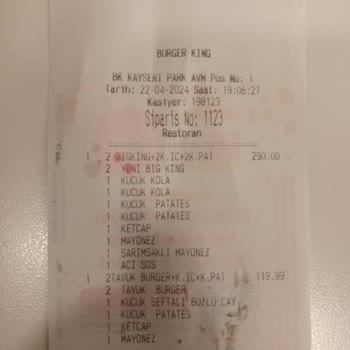 BURGER KING
BK KAYSERI PARK AVM Pos No: 1
Tarih: 22-04-2024 Saat: 19:06:27
Kasiyer: 198123
Siparis No: 1123
Restoran
1 2 BIGKING+2K.IC+2K.PAT 290.00
2 YENI BIG KING
1 KUCUK KOLA
1 KUCUK KOLA
1 KUCUK PATATES
1 KUCUK PATATES
1 KETCAP
1 MAYONEZ
1 SARIMSAKLI MAYONEZ
1 ACI SOS
1 2TAVUK BURGER+K.IC+K.PAT 119.99
2 TAVUK BURGER
1 KUCUK SEFTALI BUZLU CAY
1 KUCUK PATATES
1 KETCAP
1 MAYONEZ